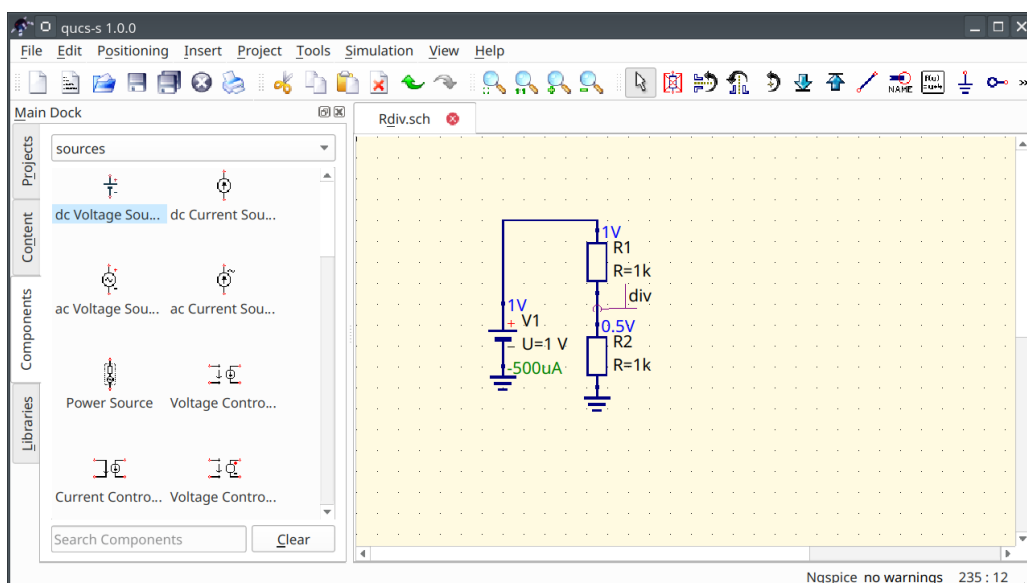 qucs-s 1.0.0
File Edit Positioning Insert Project Tools Simulation View Help
NAME
f(u)
=u+4
Main Dock
Rdiv.sch
Projects
Content
Components
Libraries
sources
dc Voltage Sou... dc Current Sou...
ac Voltage Sou... ac Current Sou...
Power Source Voltage Contro...
Current Contro... Voltage Contro...
Search Components
Clear
1V
R1
R=1k
div
1V
V1
U=1 V
-500uA
0.5V
R2
R=1k
Ngspice no warnings 235 : 12